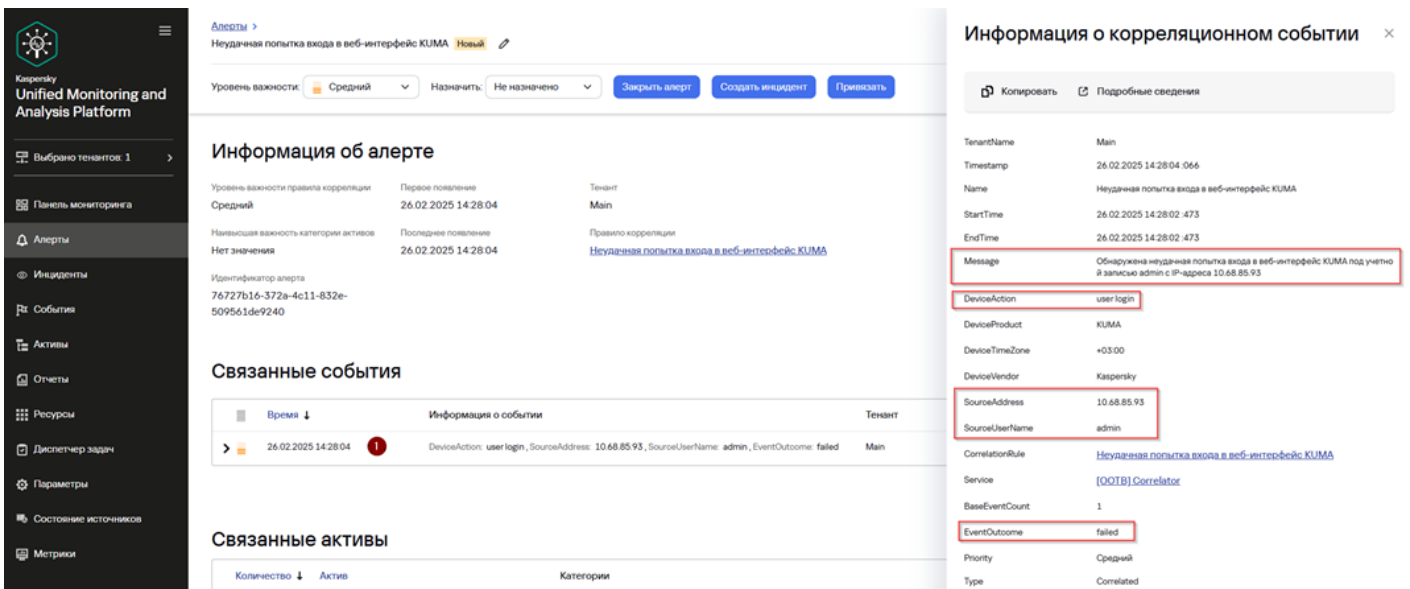 Kaspersky
Unified Monitoring and
Analysis Platform
Выбрано тенантов: 1
Панель мониторинга
Алерты
Инциденты
События
Активы
Отчеты
Ресурсы
Диспетчер задач
Параметры
Состояние источников
Метрики
Алерты >
Неудачная попытка входа в веб-интерфейс KUMA Новый
Уровень важности: Средний Назначить: Не назначено Закрыть алерт Создать инцидент Привязать
Информация об алерте
Уровень важности правила корреляции Первое появление Тенант
Средний 26.02.2025 14:28:04 Main
Наивысшая важность категории активов Последнее появление Правило корреляции
Нет значения 26.02.2025 14:28:04 Неудачная попытка входа в веб-интерфейс KUMA
Идентификатор алерта
76727b16-372a-4c11-832e-
509561de9240
Связанные события
Время ↓ Информация о событии Тенант
26.02.2025 14:28:04 1 DeviceAction: user login , SourceAddress: 10.68.85.93 , SourceUserName: admin , EventOutcome: failed Main
Связанные активы
Количество ↓ Актив Категории
Информация о корреляционном событии
Копировать Подробные сведения
TenantName Main
Timestamp 26.02.2025 14:28:04 :066
Name Неудачная попытка входа в веб-интерфейс KUMA
StartTime 26.02.2025 14:28:02 :473
EndTime 26.02.2025 14:28:02 :473
Message Обнаружена неудачная попытка входа в веб-интерфейс KUMA под учетно
й записью admin с IP-адреса 10.68.85.93
DeviceAction user login
DeviceProduct KUMA
DeviceTimeZone +03:00
DeviceVendor Kaspersky
SourceAddress 10.68.85.93
SourceUserName admin
CorrelationRule Неудачная попытка входа в веб-интерфейс KUMA
Service [OOTB] Correlator
BaseEventCount 1
EventOutcome failed
Priority Средний
Type Correlated